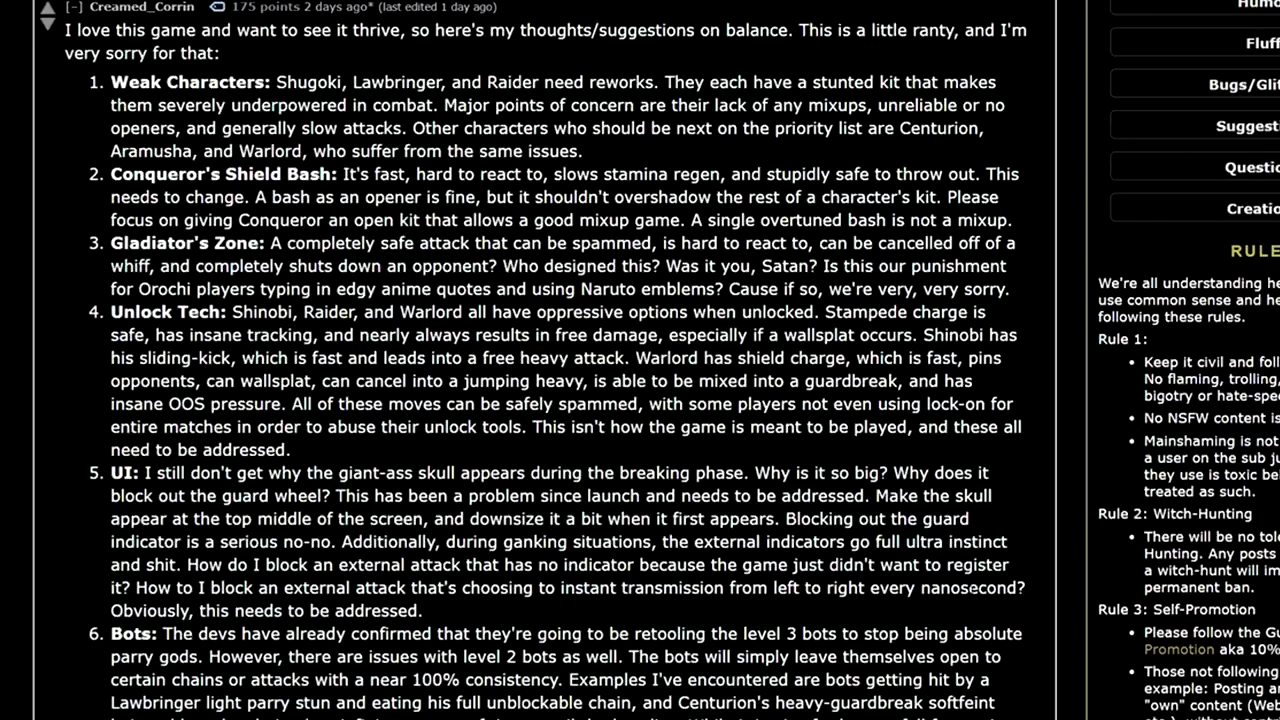 [-] Creamed_Corrin 175 points 2 days ago* (last edited 1 day ago)
I love this game and want to see it thrive, so here's my thoughts/suggestions on balance. This is a little ranty, and I'm
very sorry for that:
1. Weak Characters: Shugoki, Lawbringer, and Raider need reworks. They each have a stunted kit that makes
them severely underpowered in combat. Major points of concern are their lack of any mixups, unreliable or no
openers, and generally slow attacks. Other characters who should be next on the priority list are Centurion,
Aramusha, and Warlord, who suffer from the same issues.
2. Conqueror's Shield Bash: It's fast, hard to react to, slows stamina regen, and stupidly safe to throw out. This
needs to change. A bash as an opener is fine, but it shouldn't overshadow the rest of a character's kit. Please
focus on giving Conqueror an open kit that allows a good mixup game. A single overtuned bash is not a mixup.
3. Gladiator's Zone: A completely safe attack that can be spammed, is hard to react to, can be cancelled off of a
whiff, and completely shuts down an opponent? Who designed this? Was it you, Satan? Is this our punishment
for Orochi players typing in edgy anime quotes and using Naruto emblems? Cause if so, we're very, very sorry.
4. Unlock Tech: Shinobi, Raider, and Warlord all have oppressive options when unlocked. Stampede charge is
safe, has insane tracking, and nearly always results in free damage, especially if a wallsplat occurs. Shinobi has
his sliding-kick, which is fast and leads into a free heavy attack. Warlord has shield charge, which is fast, pins
opponents, can wallsplat, can cancel into a jumping heavy, is able to be mixed into a guardbreak, and has
insane OOS pressure. All of these moves can be safely spammed, with some players not even using lock-on for
entire matches in order to abuse their unlock tools. This isn't how the game is meant to be played, and these all
need to be addressed.
5. UI: I still don't get why the giant-ass skull appears during the breaking phase. Why is it so big? Why does it
block out the guard wheel? This has been a problem since launch and needs to be addressed. Make the skull
appear at the top middle of the screen, and downsize it a bit when it first appears. Blocking out the guard
indicator is a serious no-no. Additionally, during ganking situations, the external indicators go full ultra instinct
and shit. How do I block an external attack that has no indicator because the game just didn't want to register
it? How to I block an external attack that's choosing to instant transmission from left to right every nanosecond?
Obviously, this needs to be addressed.
6. Bots: The devs have already confirmed that they're going to be retooling the level 3 bots to stop being absolute
parry gods. However, there are issues with level 2 bots as well. The bots will simply leave themselves open to
certain chains or attacks with a near 100% consistency. Examples I've encountered are bots getting hit by a
Lawbringer light parry stun and eating his full unblockable chain, and Centurion's heavy-guardbreak softfeint
Humo
Fluff
Bugs/Glit
Suggest
Questio
Creatio
RULE
We're all understanding he
use common sense and he
following these rules.
Rule 1:
Keep it civil and foll
No flaming, trolling,
bigotry or hate-spee
No NSFW content is
Mainshaming is not
a user on the sub ju
they use is toxic be
treated as such.
Rule 2: Witch-Hunting
There will be no tole
Hunting. Any posts
a witch-hunt will im
permanent ban.
Rule 3: Self-Promotion
Please follow the Go
Promotion aka 10%
Those not following
example: Posting an
"own" content (Web